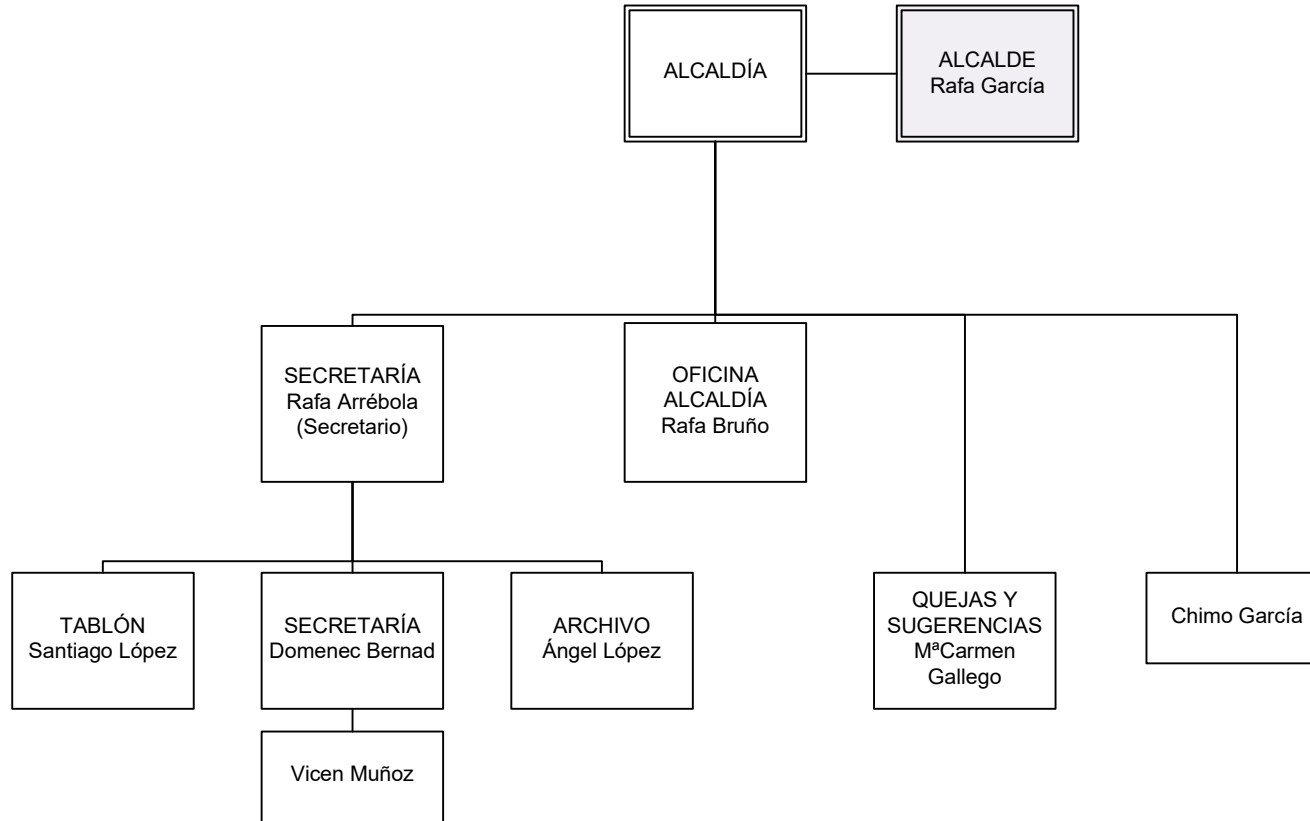 ALCALDÍA
ALCALDE
Rafa García
SECRETARÍA
Rafa Arrébola
(Secretario)
OFICINA
ALCALDÍA
Rafa Bruño
TABLÓN
Santiago López
SECRETARÍA
Domenec Bernad
ARCHIVO
Ángel López
QUEJAS Y
SUGERENCIAS
MªCarmen
Gallego
Chimo García
Vicen Muñoz